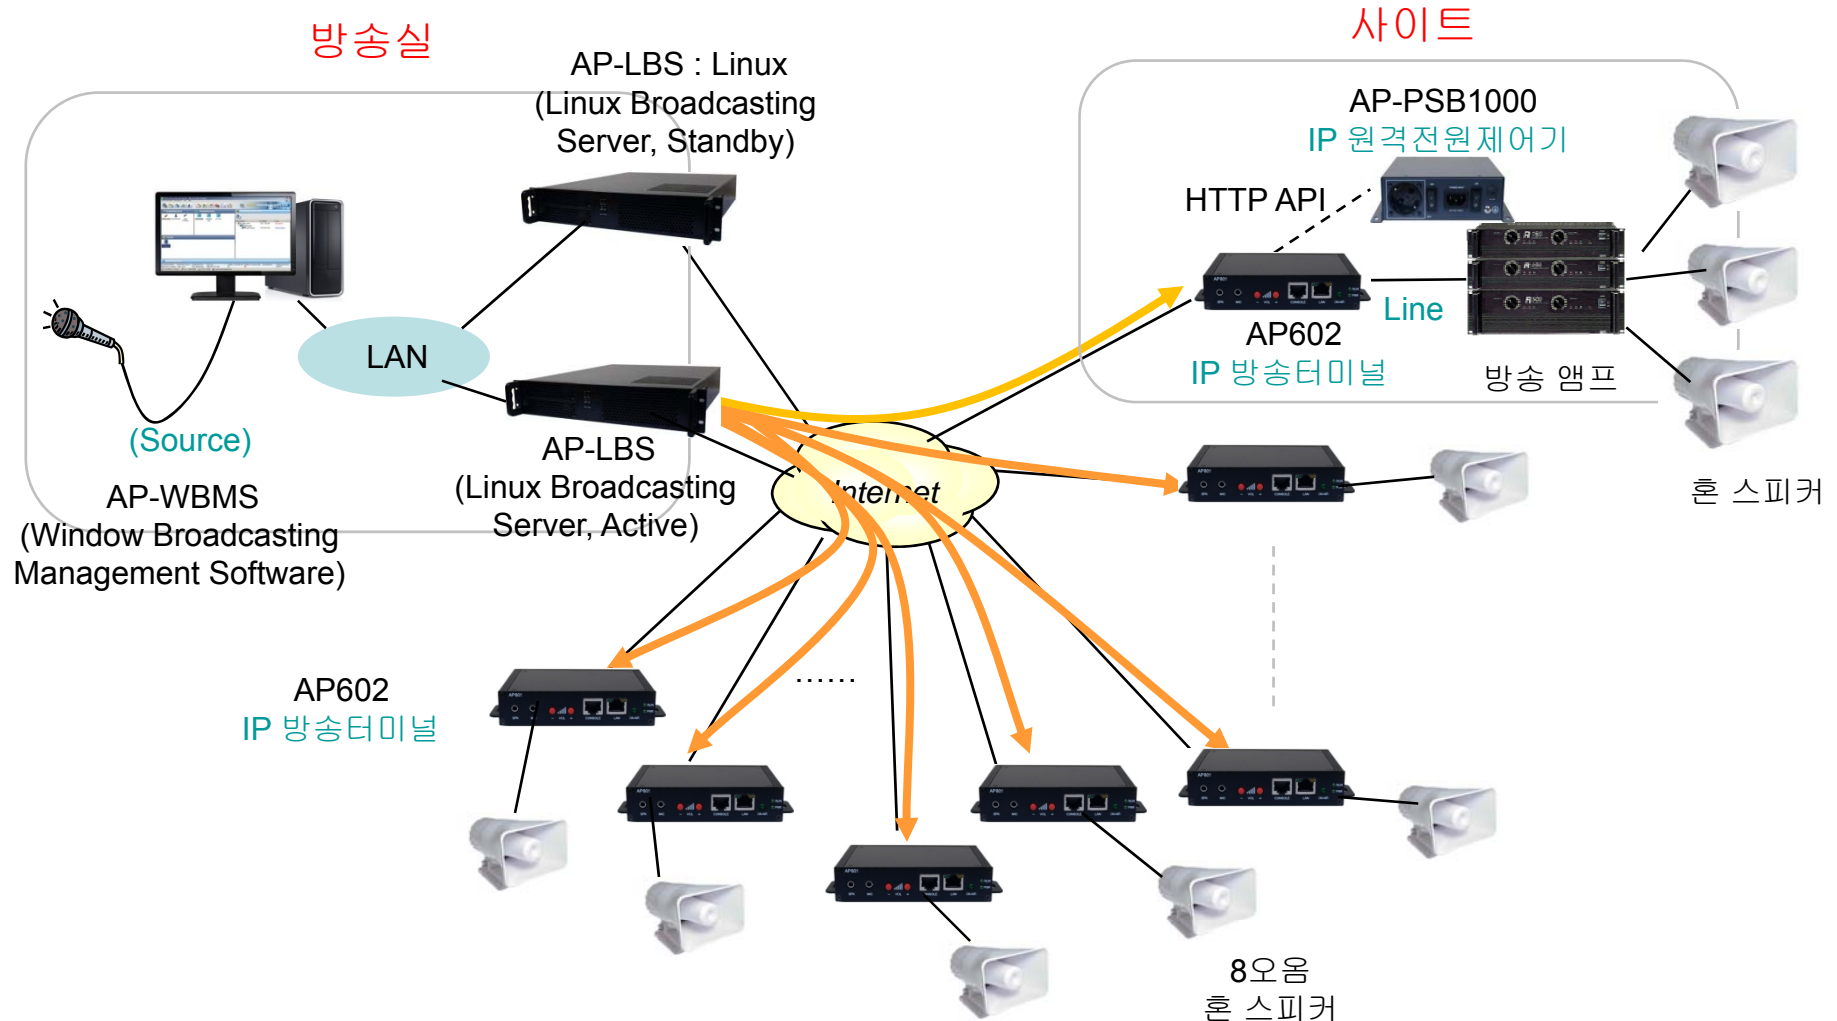 방송실
사이트
AP-LBS : Linux
(Linux Broadcasting
Server, Standby)
AP-PSB1000
IP 원격전원제어기
HTTP API
LAN
Line
AP602
IP 방송터미널
방송 앰프
(Source)
AP-LBS
(Linux Broadcasting
Server, Active)
Internet
혼 스피커
AP-WBMS
(Window Broadcasting
Management Software)
AP602
IP 방송터미널
......
8오옴
혼 스피커